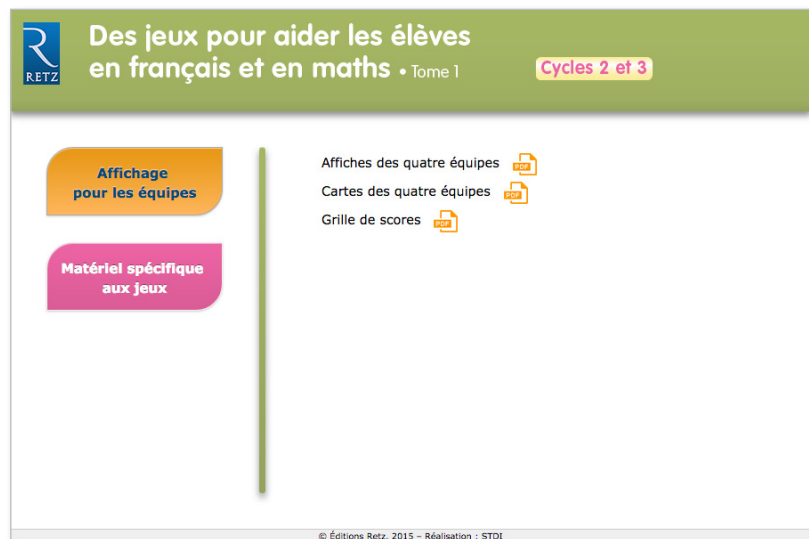 RETZ
Des jeux pour aider les élèves
en français et en maths • Tome 1
Cycles 2 et 3
Affichage
pour les équipes
Matériel spécifique
aux jeux
Affiches des quatre équipes PDF
Cartes des quatre équipes PDF
Grille de scores PDF
© Éditions Retz, 2015 – Réalisation : STDI